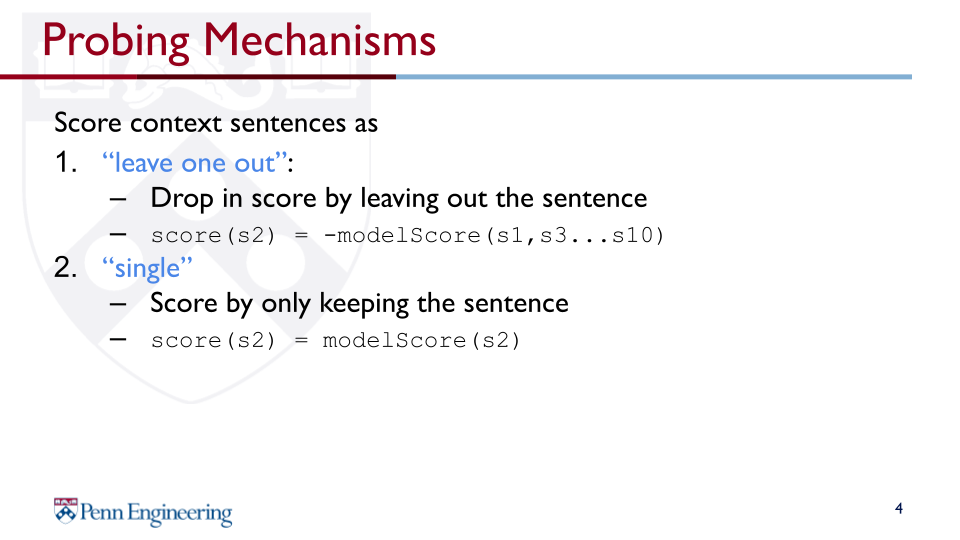 Probing Mechanisms
Score context sentences as
1. “leave one out”:
– Drop in score by leaving out the sentence
– score(s2) = -modelScore(s1,s3...s10)
2. “single”
– Score by only keeping the sentence
– score(s2) = modelScore(s2)
Penn Engineering
4